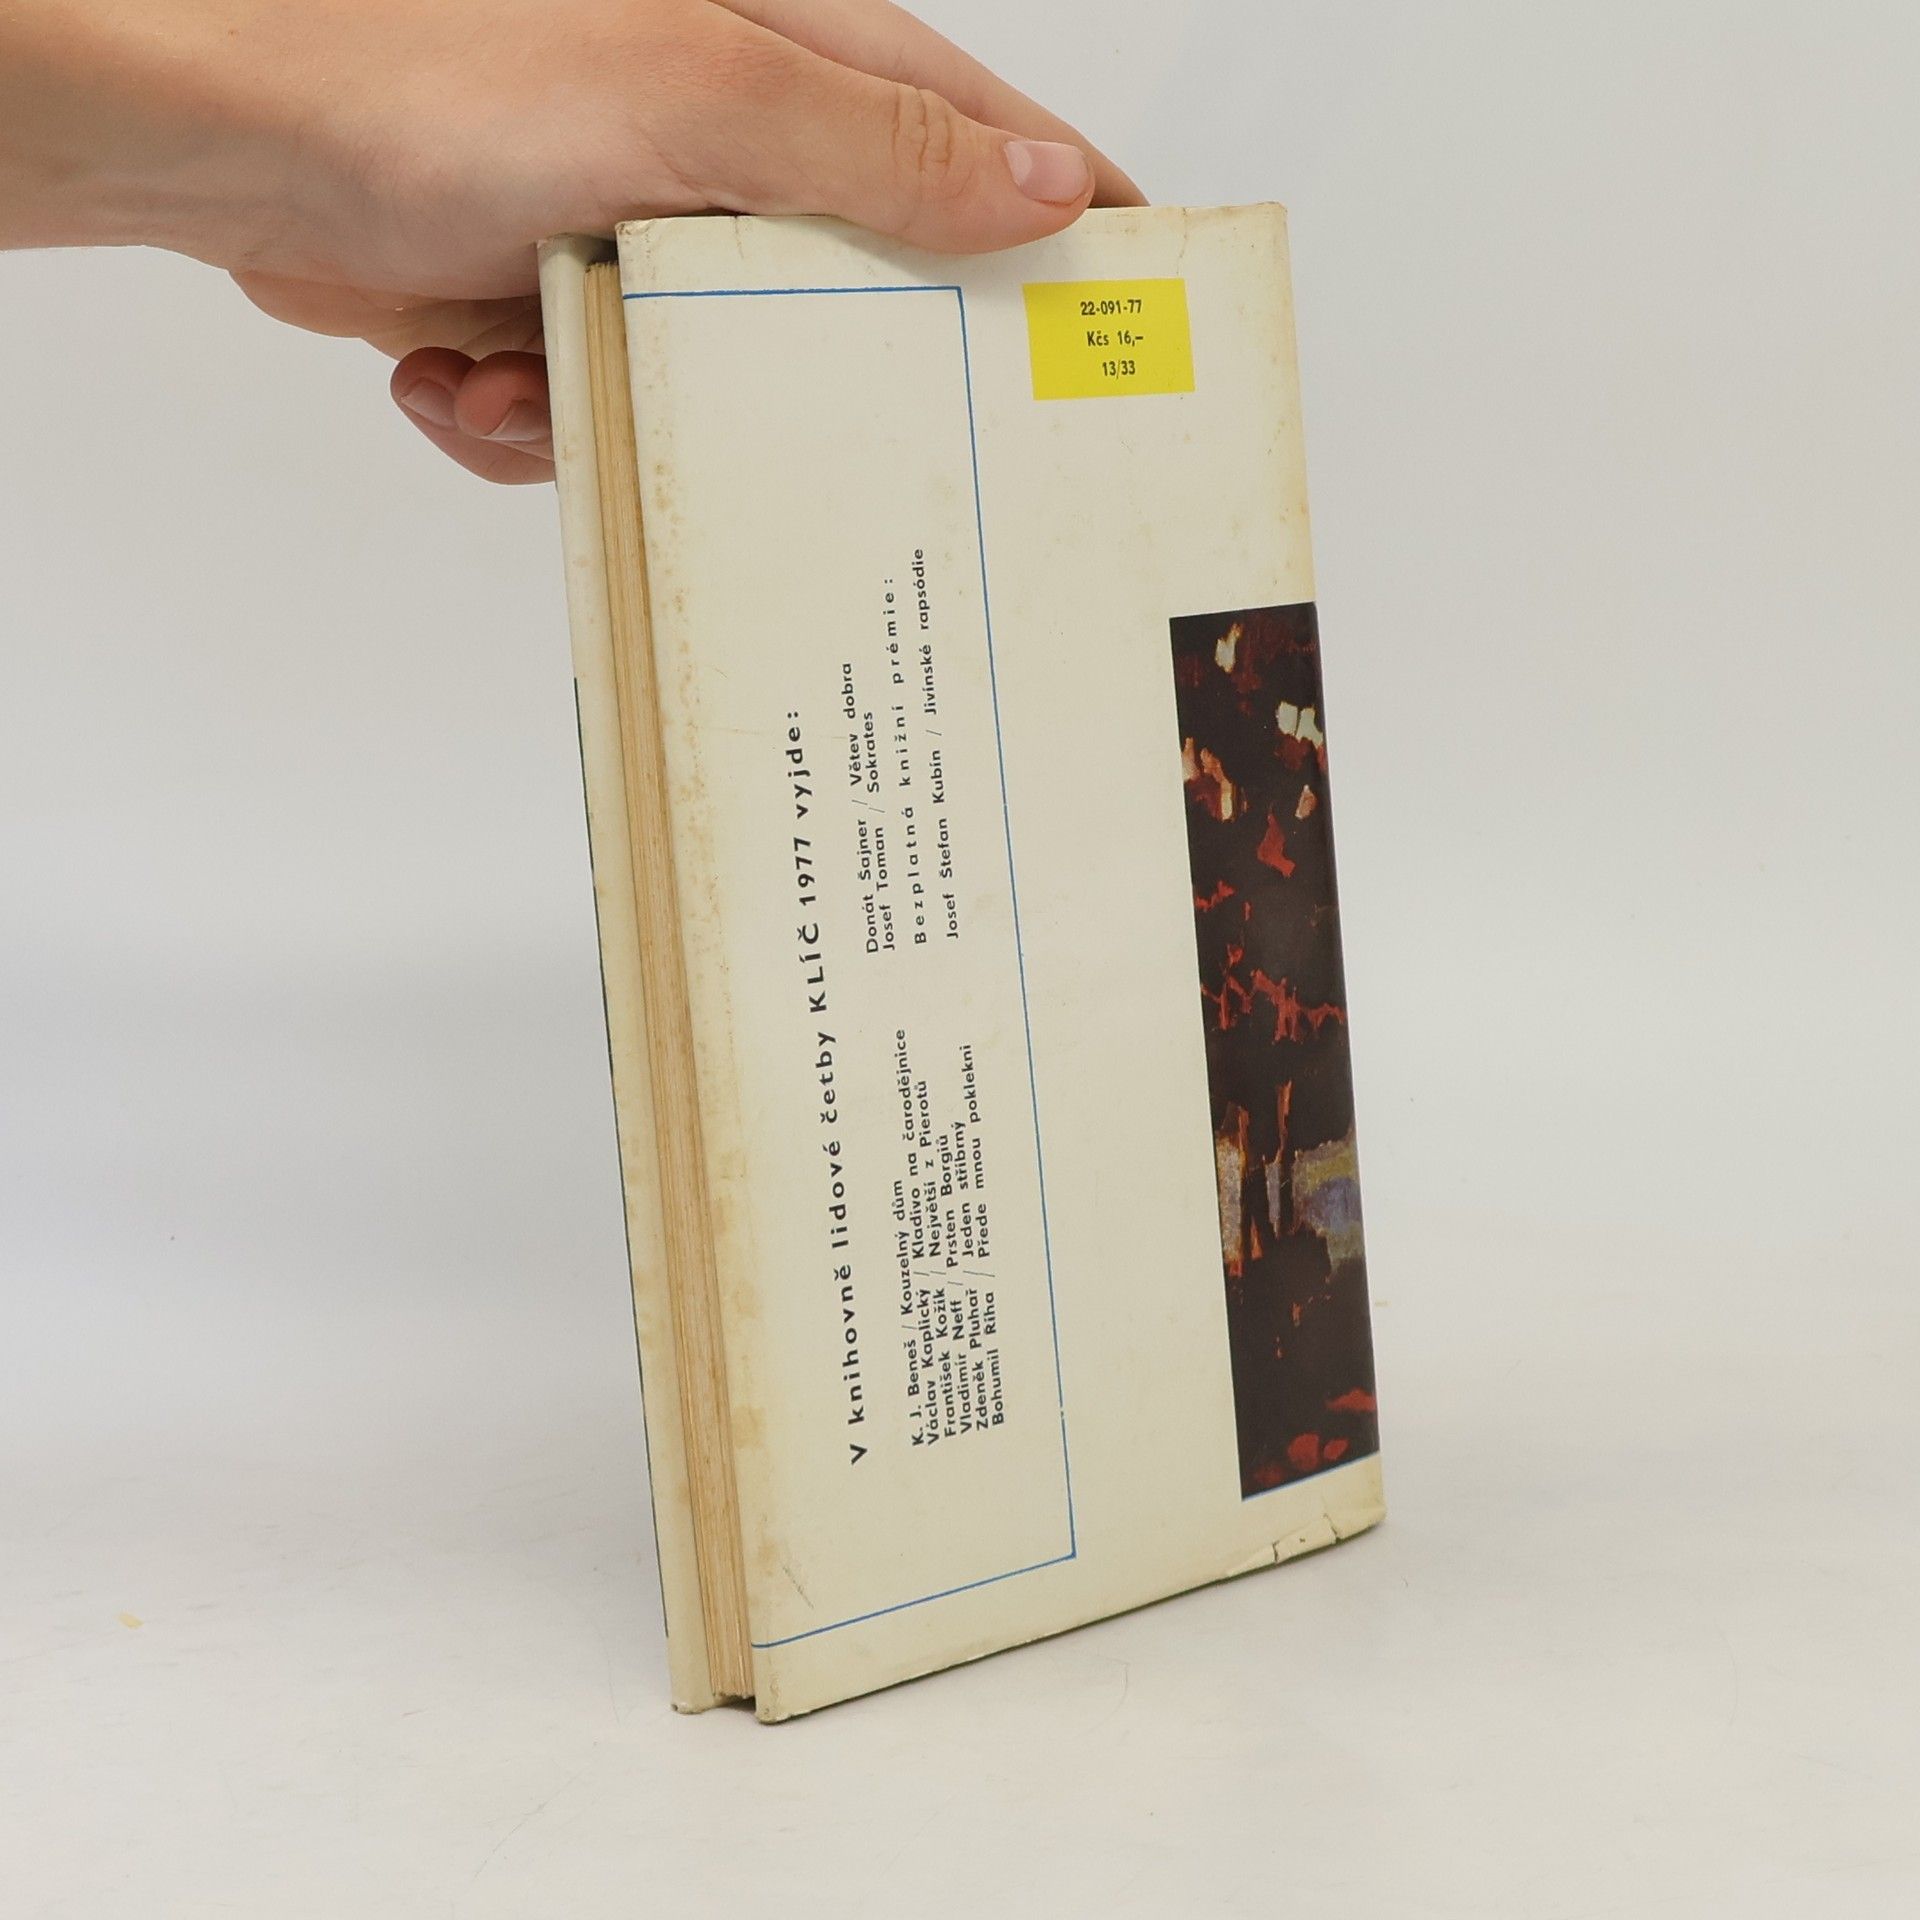 22-091-77
Kčs 16,–
13/33
V knihovně lidové četby KLÍČ 1977 vyjde:
K. J. Beneš / Kouzelný dům
Václav Kaplický / Kladivo na čarodějnice
František Kožík / Největší z Pierotů
Vladimír Neff / Prsten Borgiů
Zdeněk Pluhař / Jeden stříbrný
Bohumil Říha / Přede mnou poklekni
Donát Šajner / Větev dobra
Josef Toman / Sokrates
Bezplatná knižní prémie:
Josef Štefan Kubín / Jivínské rapsódie